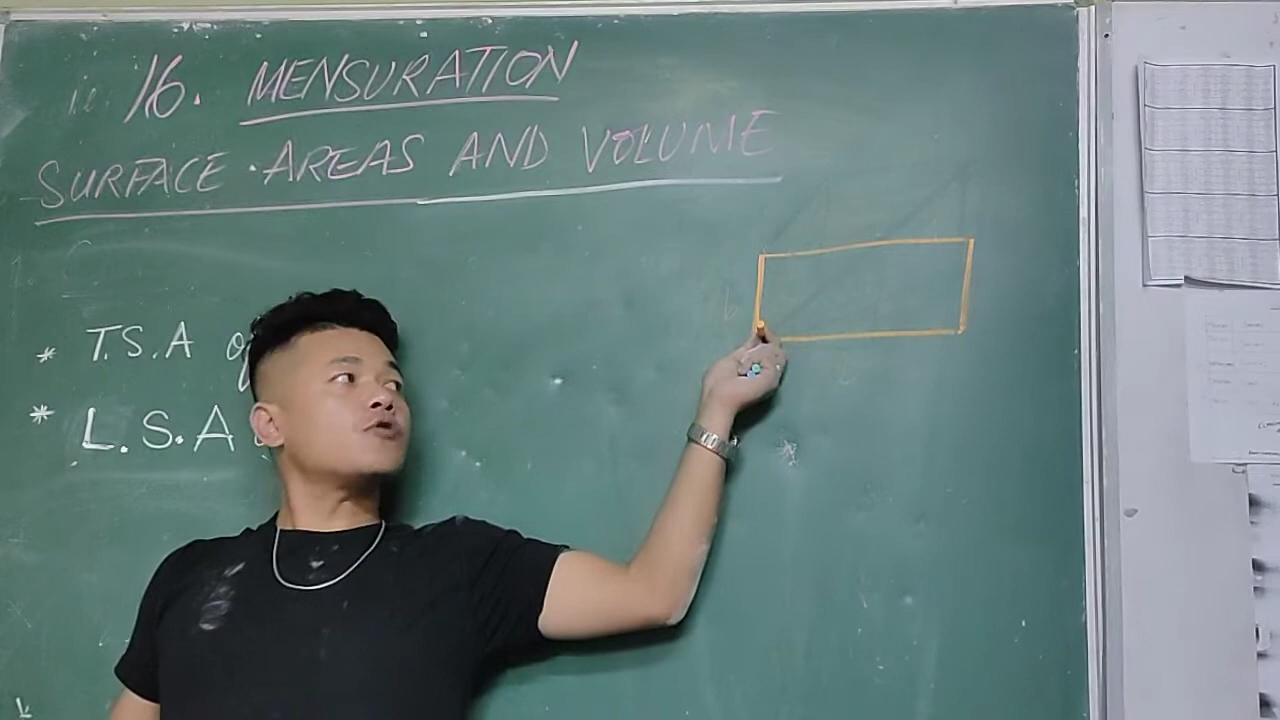 16. MENSURATION
SURFACE AREAS AND VOLUME
* T.S.A
* L.S.A